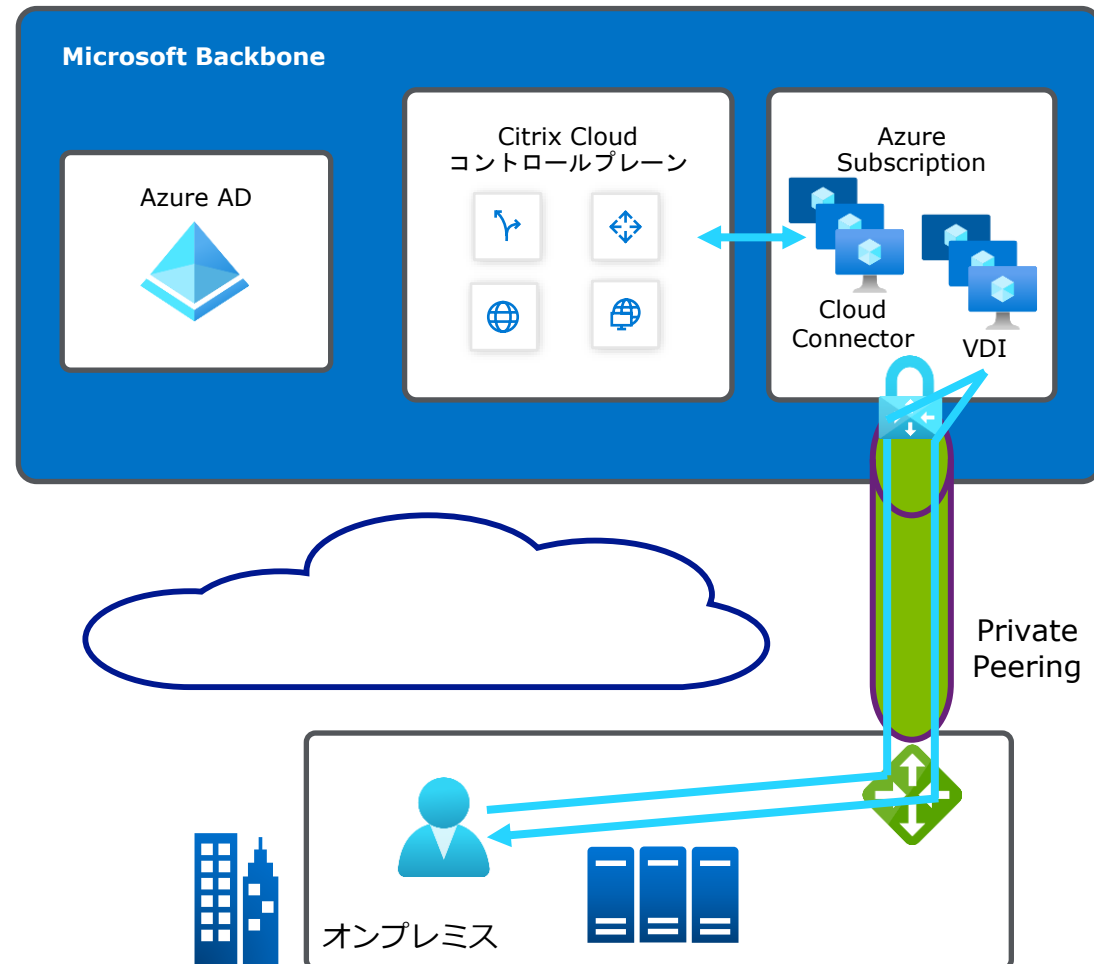 Microsoft Backbone
Azure AD
Citrix Cloud
コントロールプレーン
Azure
Subscription
Cloud
Connector
VDI
Private
Peering
オンプレミス